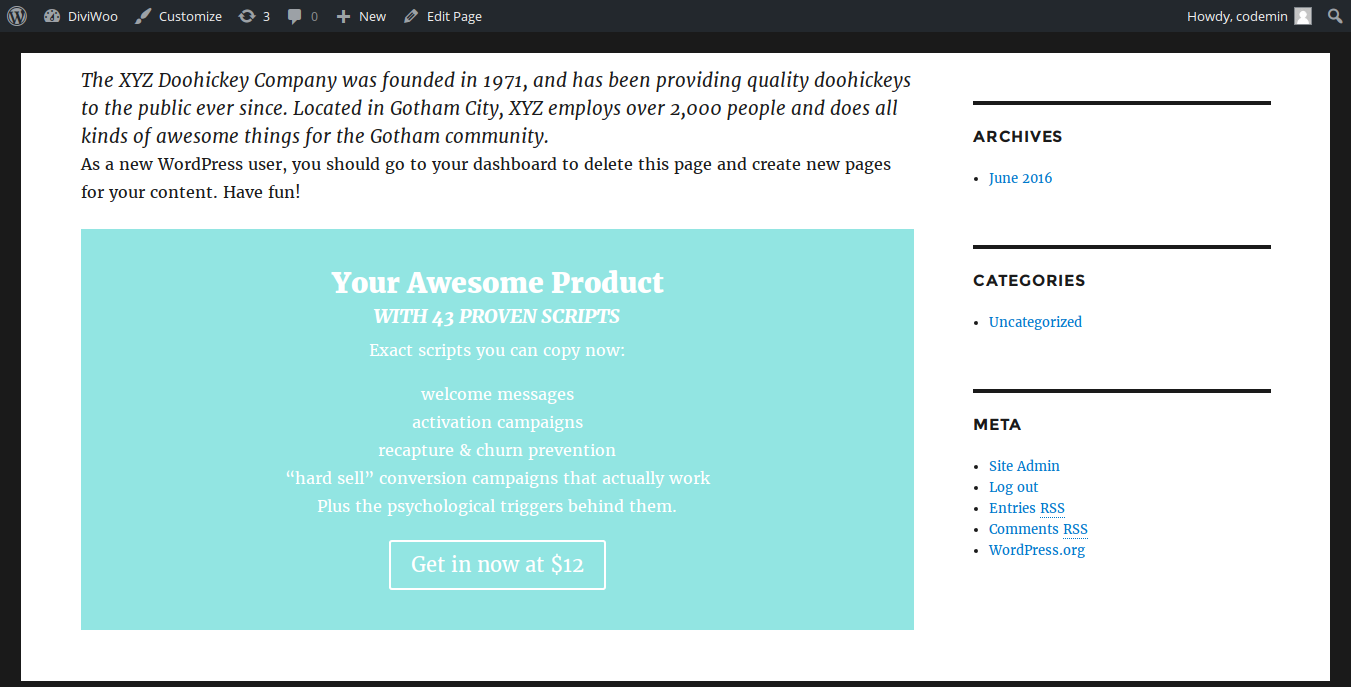 DiviWoo Customize 3 0 New Edit Page Howdy, codemin
The XYZ Doohickey Company was founded in 1971, and has been providing quality doohickeys
to the public ever since. Located in Gotham City, XYZ employs over 2,000 people and does all
kinds of awesome things for the Gotham community.
As a new WordPress user, you should go to your dashboard to delete this page and create new pages
for your content. Have fun!
Your Awesome Product
WITH 43 PROVEN SCRIPTS
Exact scripts you can copy now:
welcome messages
activation campaigns
recapture & churn prevention
“hard sell” conversion campaigns that actually work
Plus the psychological triggers behind them.
Get in now at $12
ARCHIVES
June 2016
CATEGORIES
Uncategorized
META
Site Admin
Log out
Entries RSS
Comments RSS
WordPress.org